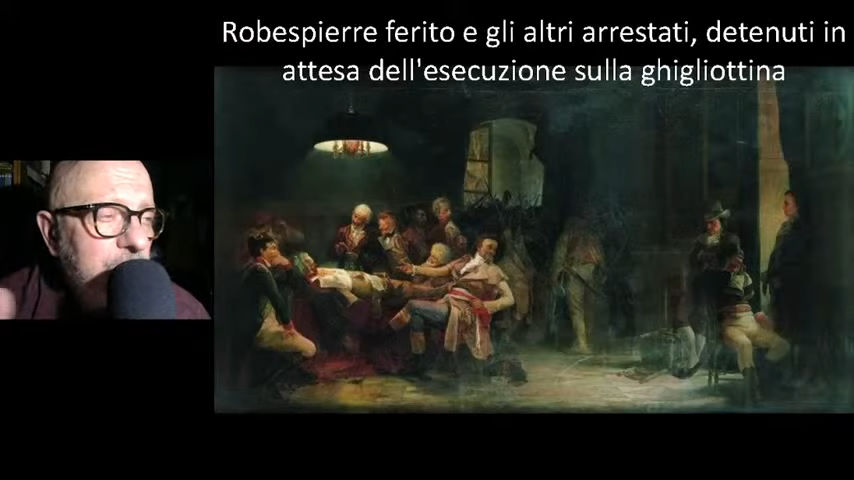 Robespierre ferito e gli altri arrestati, detenuti in
attesa dell'esecuzione sulla ghigliottina